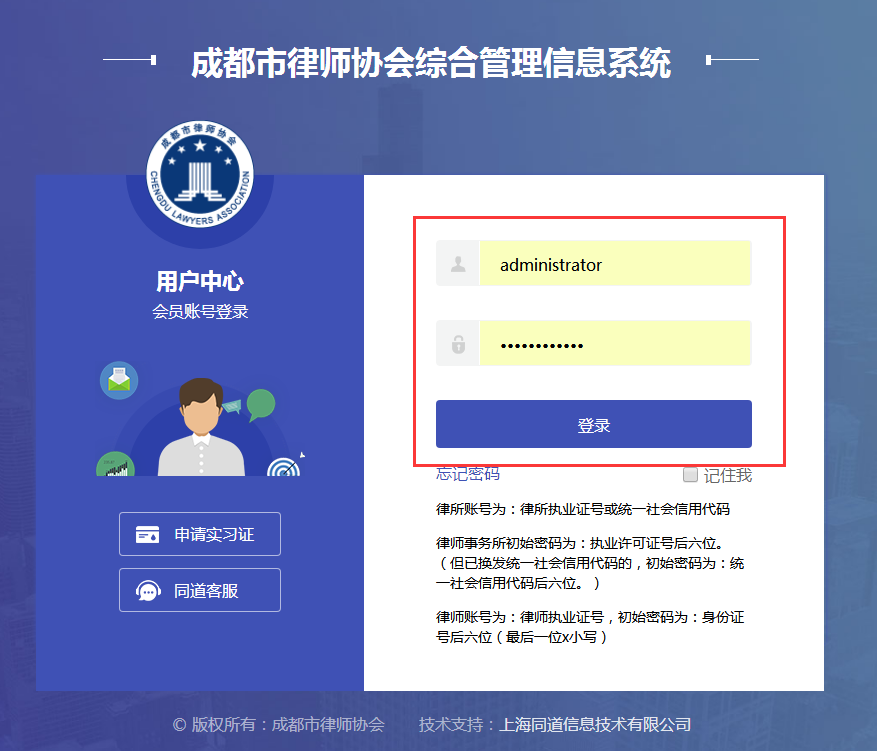 成都市律师协会综合管理信息系统
成都市律师协会
CHENGDU LAWYERS ASSOCIATION
用户中心
会员账号登录
申请实习证
同道客服
administrator
••••••••••••
登录
忘记密码
记住我
律所账号为：律所执业证号或统一社会信用代码
律师事务所初始密码为：执业许可证号后六位。
（但已换发统一社会信用代码的，初始密码为：统
一社会信用代码后六位。）
律师账号为：律师执业证号，初始密码为：身份证
号后六位（最后一位x小写）
© 版权所有：成都市律师协会 技术支持：上海同道信息技术有限公司